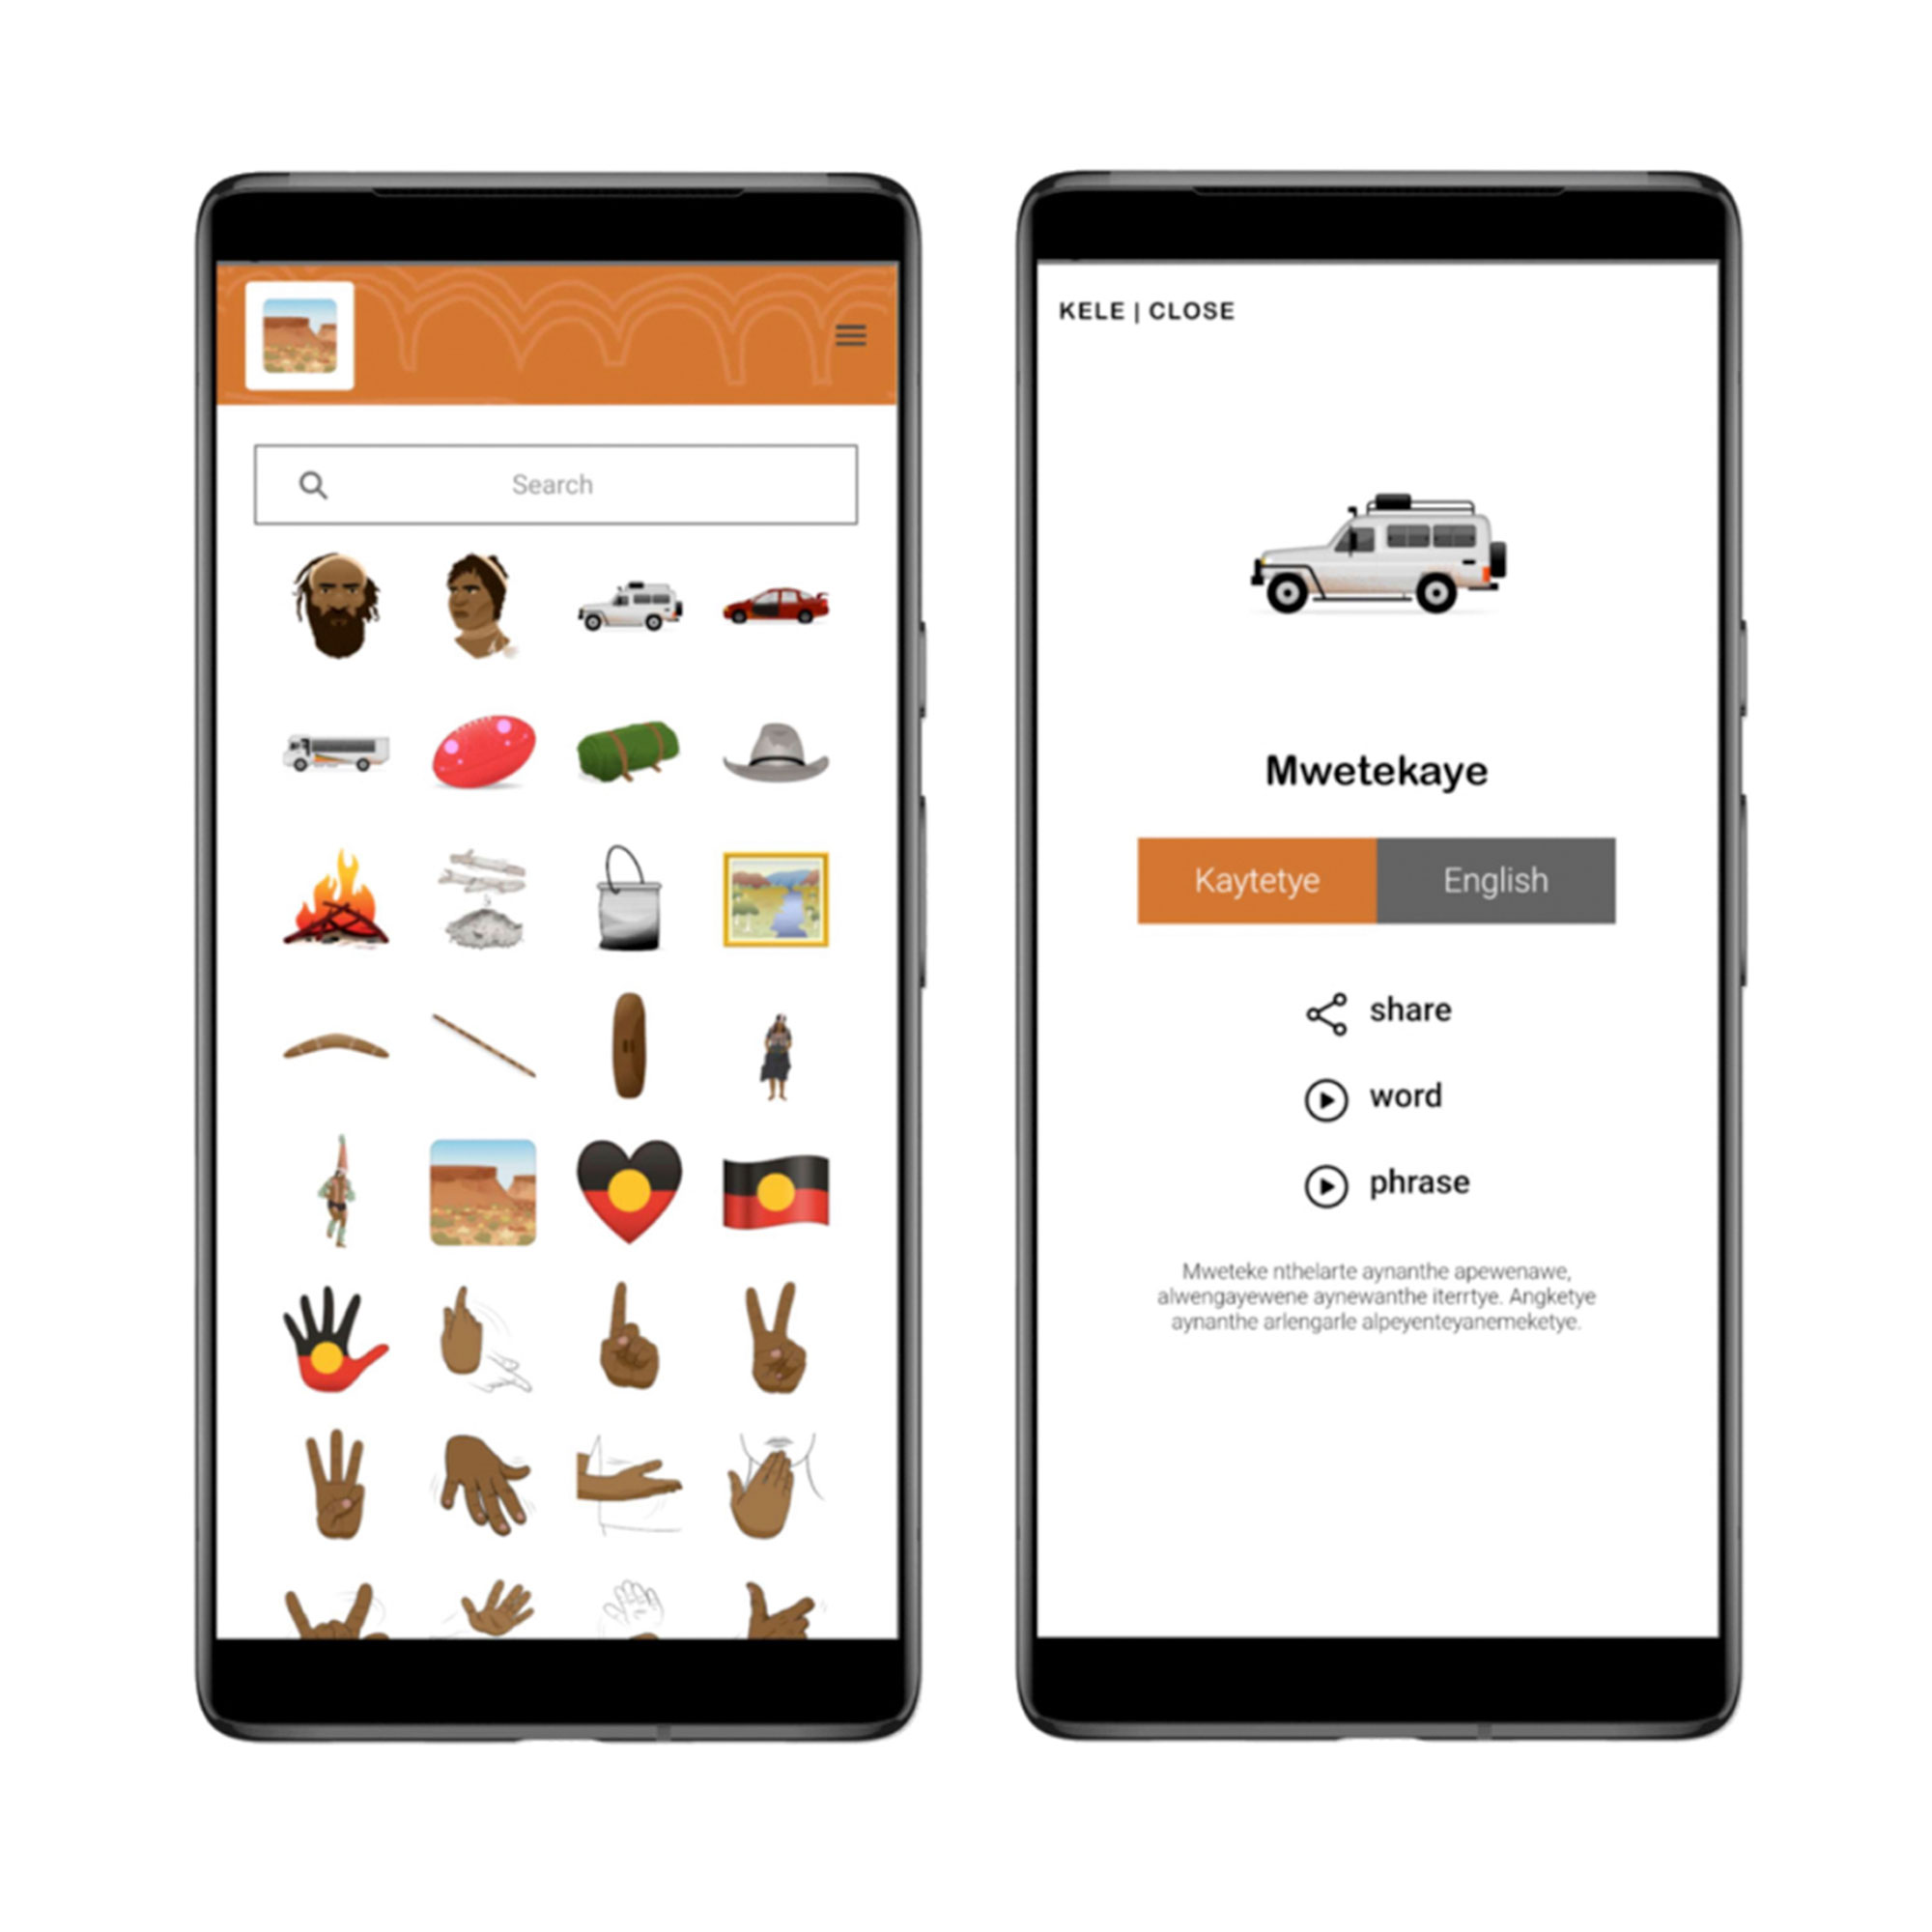 Search
KELE | CLOSE
Mwetekaye
Kaytetye
English
share
word
phrase
Mweteke nthelarte aynanthe apewenawe,
alwengayewene aynewanthe iterrtye. Angketye
aynanthe arlengarle alpeyenteyanemeketye.